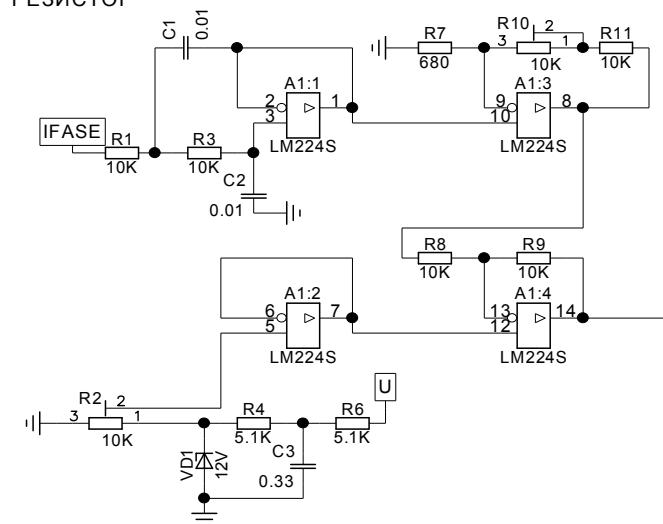 C1
0.01
R10
2
R7
3
1
R11
680
10K
10K
A1:1
A1:3
2
1
9
8
3
10
IFASE
R1
R3
LM224S
LM224S
10K
10K
C2
0.01
R8
R9
10K
10K
A1:2
A1:4
6
7
13
14
5
12
LM224S
LM224S
U
R2
2
R4
R6
3
1
10K
5.1K
5.1K
VD1
12V
C3
0.33